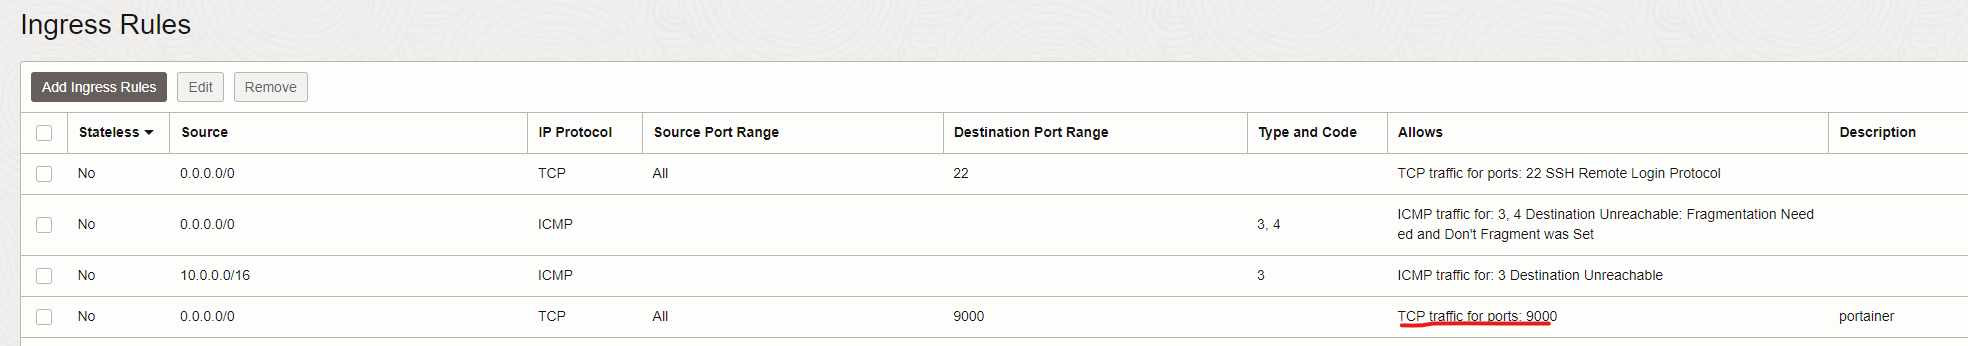 Ingress Rules
Add Ingress Rules Edit Remove
Stateless Source IP Protocol Source Port Range Destination Port Range Type and Code Allows Description
No 0.0.0.0/0 TCP All 22 TCP traffic for ports: 22 SSH Remote Login Protocol
No 0.0.0.0/0 ICMP 3, 4 ICMP traffic for: 3, 4 Destination Unreachable: Fragmentation Need
ed and Don't Fragment was Set
No 10.0.0.0/16 ICMP 3 ICMP traffic for: 3 Destination Unreachable
No 0.0.0.0/0 TCP All 9000 TCP traffic for ports: 9000 portainer